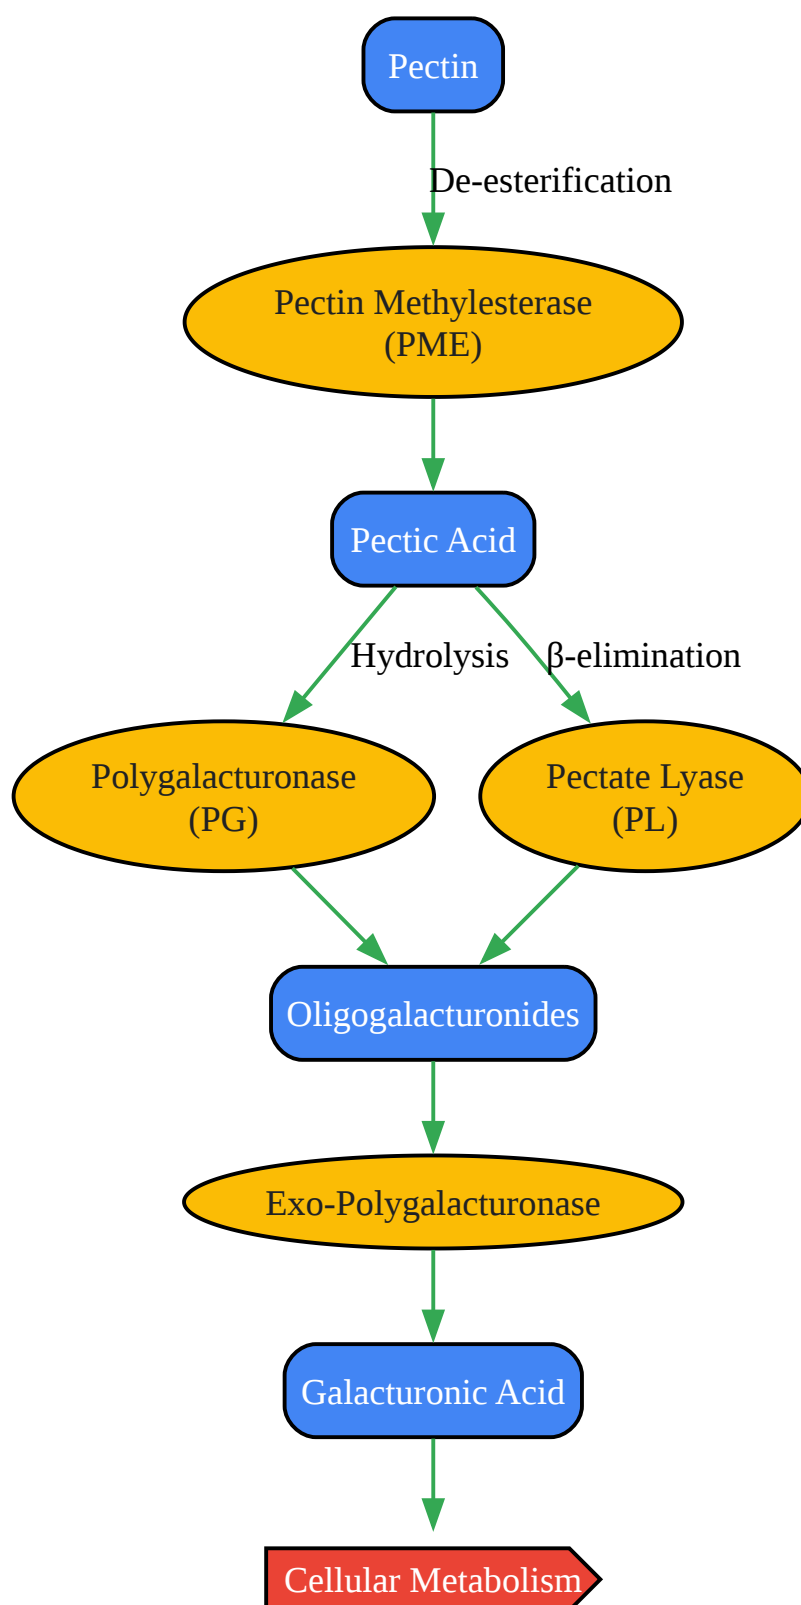 Pectin
De-esterification
Pectin Methylesterase
(PME)
Pectic Acid
Hydrolysis
β-elimination
Polygalacturonase
(PG)
Pectate Lyase
(PL)
Oligogalacturonides
Exo-Polygalacturonase
Galacturonic Acid
Cellular Metabolism